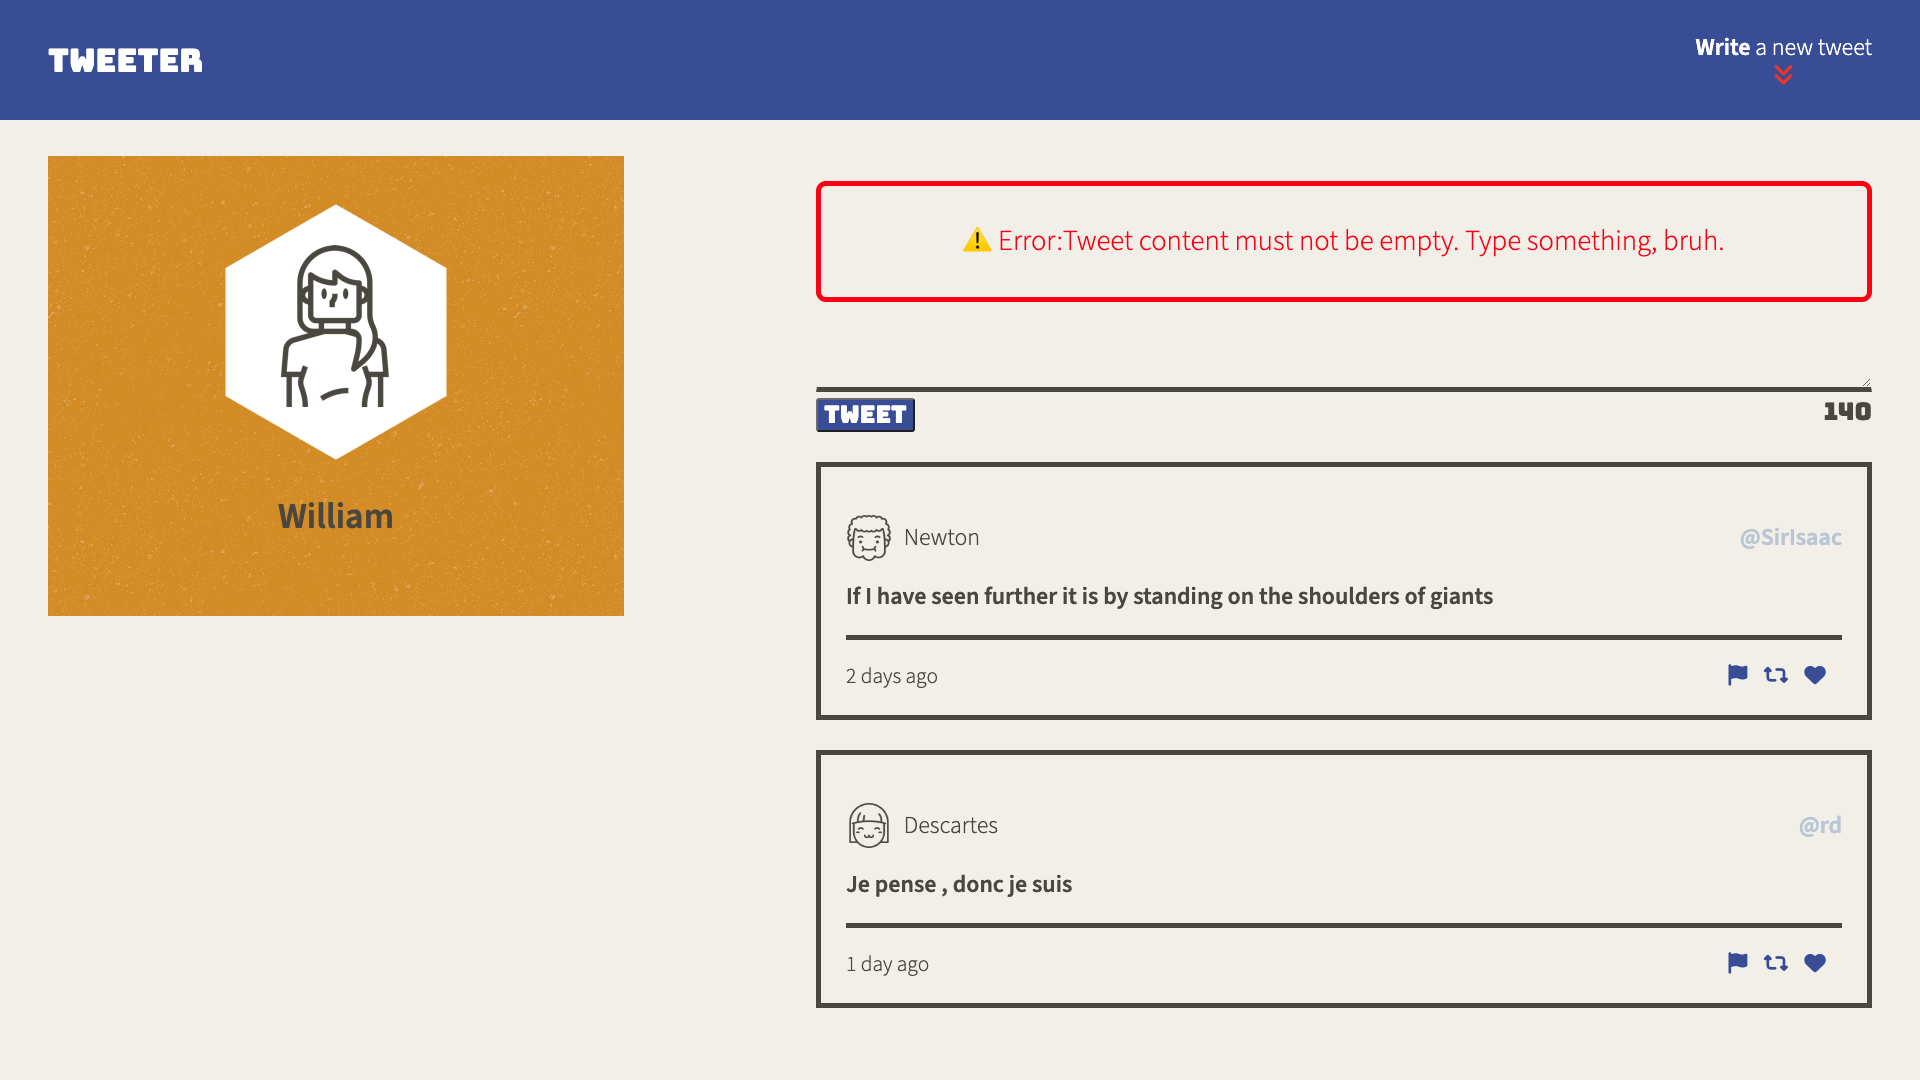 TWEETER
Write a new tweet
William
⚠️ Error:Tweet content must not be empty. Type something, bruh.
TWEET
140
Newton
@SirIsaac
If I have seen further it is by standing on the shoulders of giants
2 days ago
Descartes
@rd
Je pense , donc je suis
1 day ago